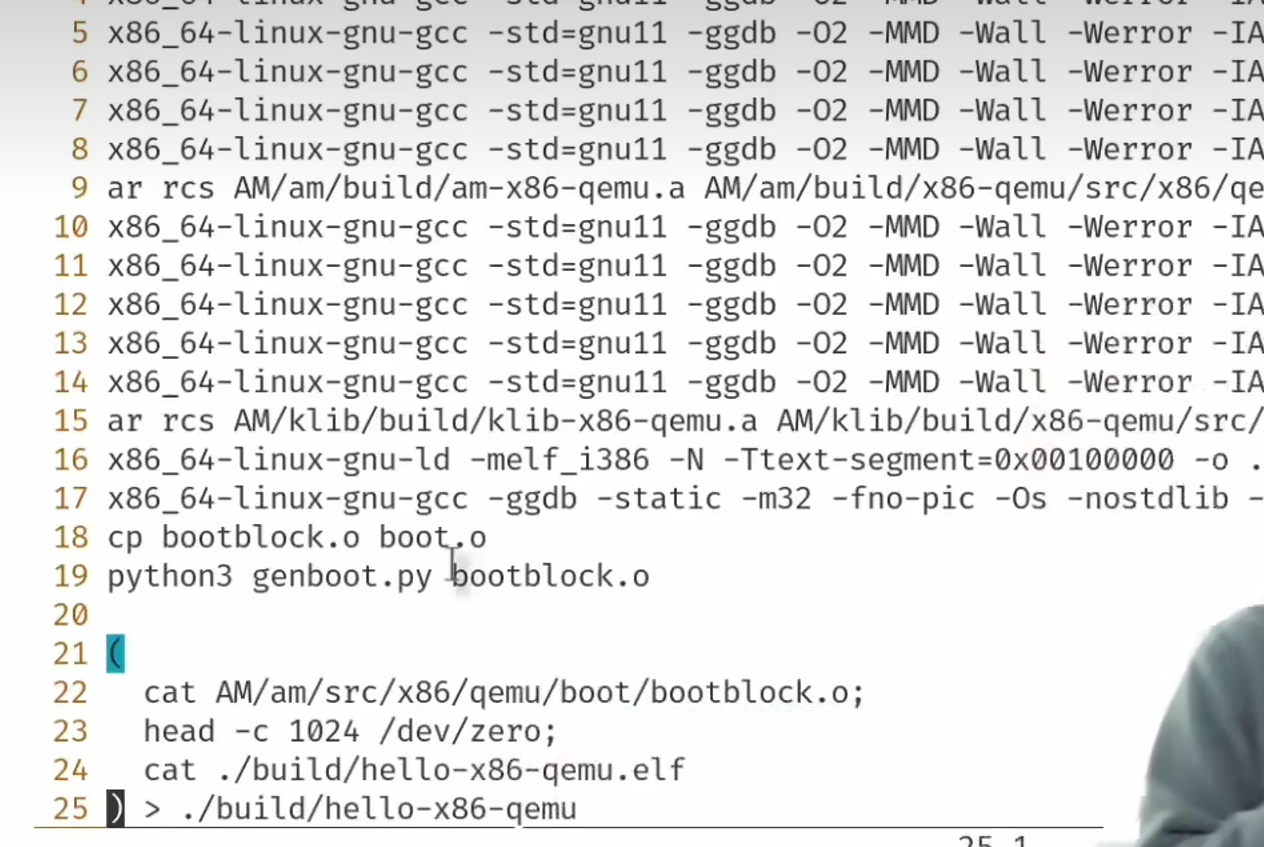 5 x86_64-linux-gnu-gcc -std=gnu11 -ggdb -O2 -MMD -Wall -Werror -IA
6 x86_64-linux-gnu-gcc -std=gnu11 -ggdb -O2 -MMD -Wall -Werror -IA
7 x86_64-linux-gnu-gcc -std=gnu11 -ggdb -O2 -MMD -Wall -Werror -IA
8 x86_64-linux-gnu-gcc -std=gnu11 -ggdb -O2 -MMD -Wall -Werror -IA
9 ar rcs AM/am/build/am-x86-qemu.a AM/am/build/x86-qemu/src/x86/qe
10 x86_64-linux-gnu-gcc -std=gnu11 -ggdb -O2 -MMD -Wall -Werror -IA
11 x86_64-linux-gnu-gcc -std=gnu11 -ggdb -O2 -MMD -Wall -Werror -IA
12 x86_64-linux-gnu-gcc -std=gnu11 -ggdb -O2 -MMD -Wall -Werror -IA
13 x86_64-linux-gnu-gcc -std=gnu11 -ggdb -O2 -MMD -Wall -Werror -IA
14 x86_64-linux-gnu-gcc -std=gnu11 -ggdb -O2 -MMD -Wall -Werror -IA
15 ar rcs AM/klib/build/klib-x86-qemu.a AM/klib/build/x86-qemu/src/
16 x86_64-linux-gnu-ld -melf_i386 -N -Ttext-segment=0x00100000 -o .
17 x86_64-linux-gnu-gcc -ggdb -static -m32 -fno-pic -Os -nostdlib -
18 cp bootblock.o boot.o
19 python3 genboot.py bootblock.o
20
21 (
22 cat AM/am/src/x86/qemu/boot/bootblock.o;
23 head -c 1024 /dev/zero;
24 cat ./build/hello-x86-qemu.elf
25 ) > ./build/hello-x86-qemu